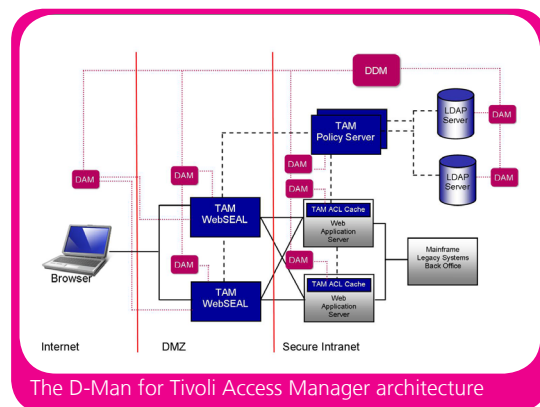 DDM
LDAP
Server
DAM
TAM
Policy Server
DAM
DAM
DAM
LDAP
Server
DAM
DAM
TAM ACL Cache
Web
Application
Server
TAM
WebSEAL
Mainframe
Legacy Systems
Back Office
Browser
DAM
DAM
TAM
WebSEAL
TAM ACL Cache
Web
Application
Server
Internet
DMZ
Secure Intranet
The D-Man for Tivoli Access Manager architecture